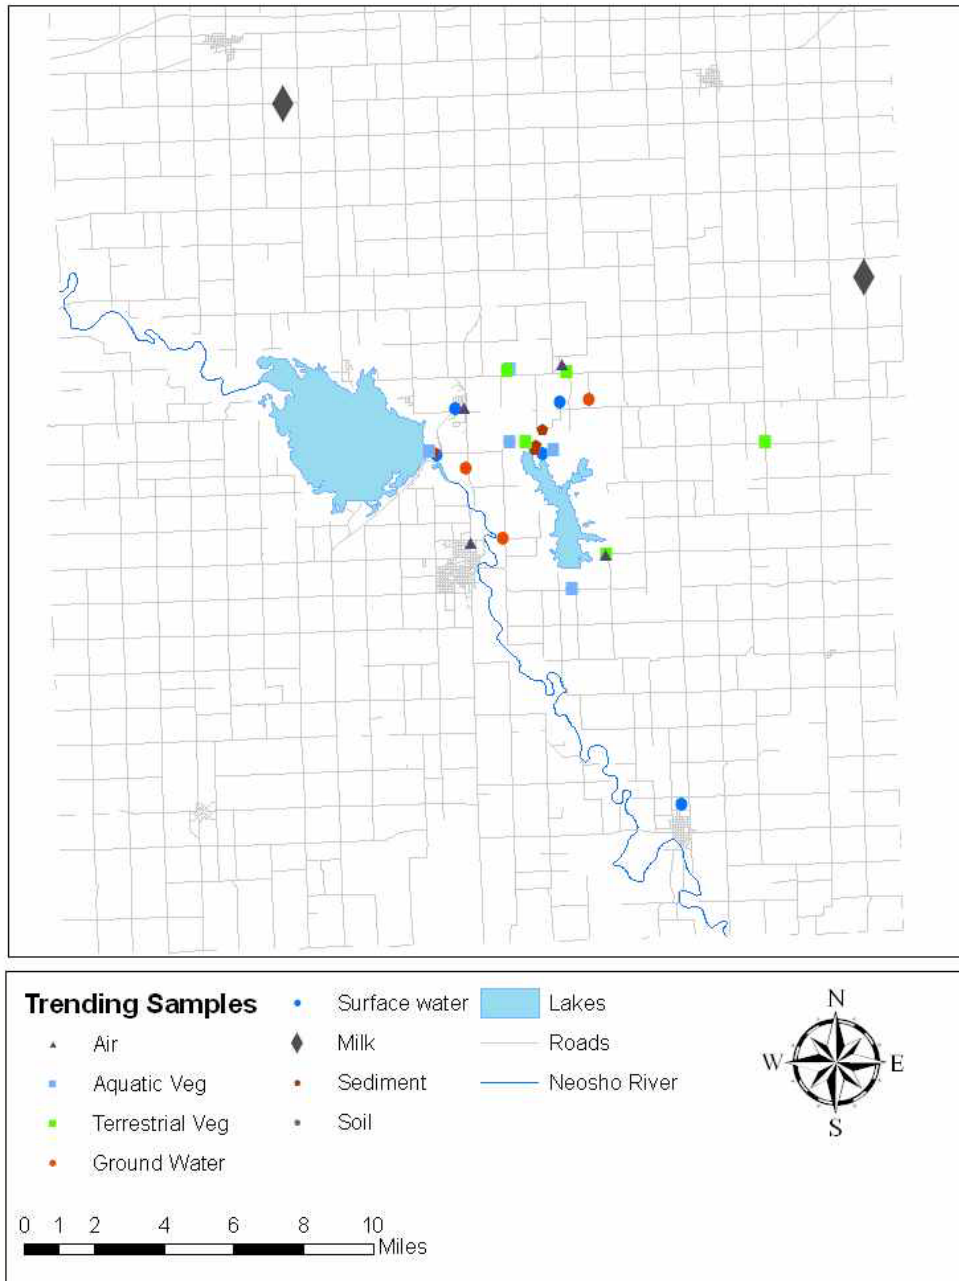 Trending Samples
Air
Aquatic Veg
Terrestrial Veg
Ground Water
Surface water
Milk
Sediment
Soil
Lakes
Roads
Neosho River
N
W E
S
0 1 2 4 6 8 10
Miles